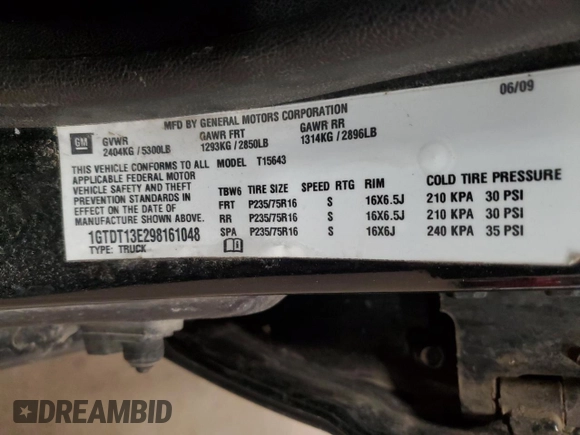 06/09
MFD BY GENERAL MOTORS CORPORATION
GM
GVWR GAWR FRT GAWR RR
2404KG / 5300LB 1293KG / 2850LB 1314KG / 2896LB
THIS VEHICLE CONFORMS TO ALL MODEL T15643
APPLICABLE FEDERAL MOTOR
VEHICLE SAFETY AND THEFT
PREVENTION STANDARDS IN
EFFECT ON THE DATE OF
MANUFACTURE SHOWN ABOVE.
1GTDT13E298161048
TYPE: TRUCK
TBW6 TIRE SIZE SPEED RTG RIM COLD TIRE PRESSURE
FRT P235/75R16 S 16X6.5J 210 KPA 30 PSI
RR P235/75R16 S 16X6.5J 210 KPA 30 PSI
SPA P235/75R16 S 16X6J 240 KPA 35 PSI
DREAMBID